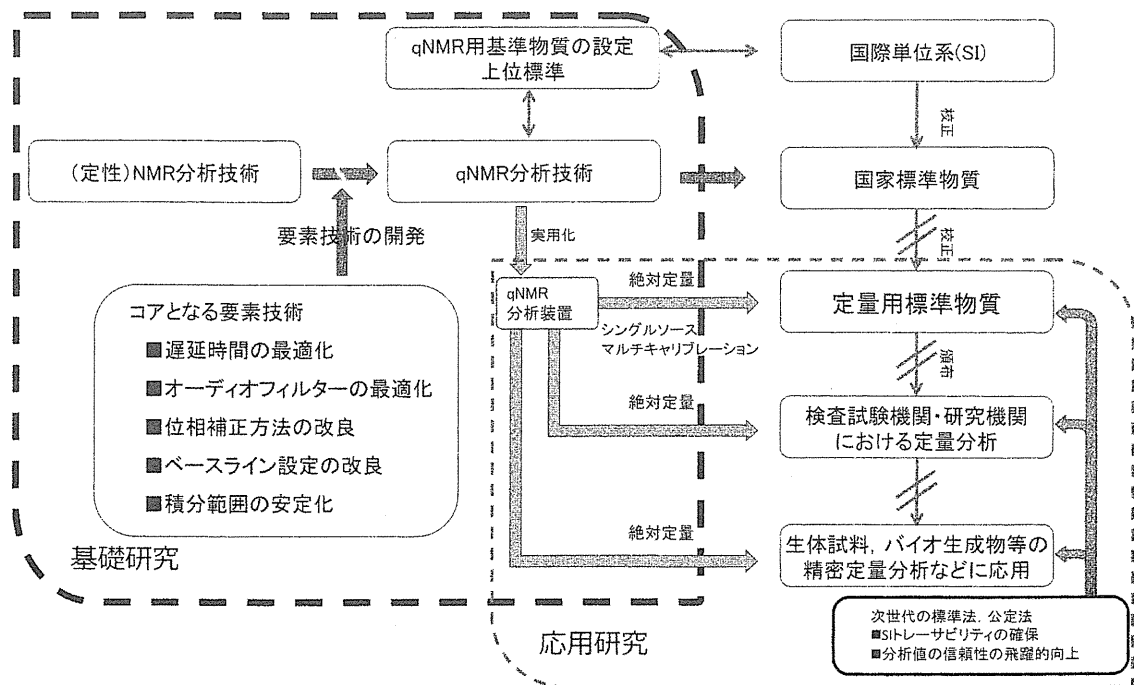 qNMR用基準物質の設定
上位標準
国際単位系(SI)
校正
(定性)NMR分析技術
qNMR分析技術
国家標準物質
要素技術の開発
実用化
校正
qNMR
分析装置
絶対定量
定量用標準物質
シングルソース
マルチキャリブレーション
コアとなる要素技術
■遅延時間の最適化
■オーディオフィルターの最適化
■位相補正方法の改良
■ベースライン設定の改良
■積分範囲の安定化
頒布
絶対定量
検査試験機関・研究機関
における定量分析
絶対定量
生体試料, バイオ生成物等の
精密定量分析などに応用
基礎研究
応用研究
次世代の標準法, 公定法
■SIトレーサビリティの確保
■分析値の信頼性の飛躍的向上